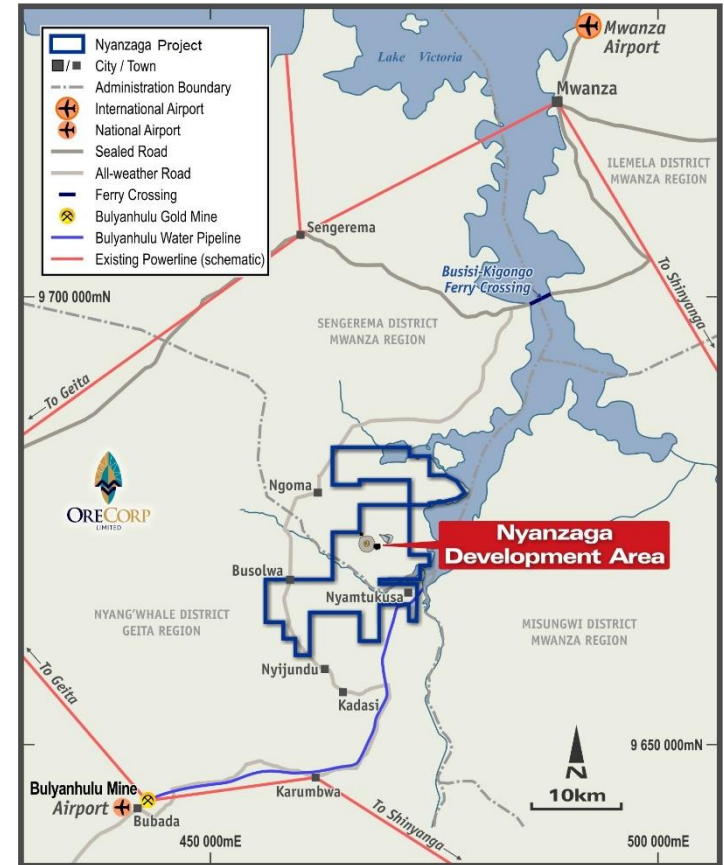 Nyanzaga Project
City / Town
Administration Boundary
International Airport
National Airport
Sealed Road
All-weather Road
Ferry Crossing
Bulyanhulu Gold Mine
Bulyanhulu Water Pipeline
Existing Powerline (schematic)
Lake Victoria
Mwanza
Airport
Mwanza
ILEMELA DISTRICT
MWANZA REGION
Sengerema
To Shinyanga
Busisi-Kigongo
Ferry Crossing
9 700 000mN
SENGEREMA DISTRICT
MWANZA REGION
To Geita
ORECORP
LIMITED
Ngoma
Nyanzaga
Development Area
Busolwa
Nyamtukusa
NYANG'WHALE DISTRICT
GEITA REGION
MISUNGWI DISTRICT
MWANZA REGION
Nyijundu
To Geita
Kadasi
9 650 000mN
N
10km
Bulyanhulu Mine
Airport
Bubada
Karumbwa
To Shinyanga
450 000mE
500 000mE